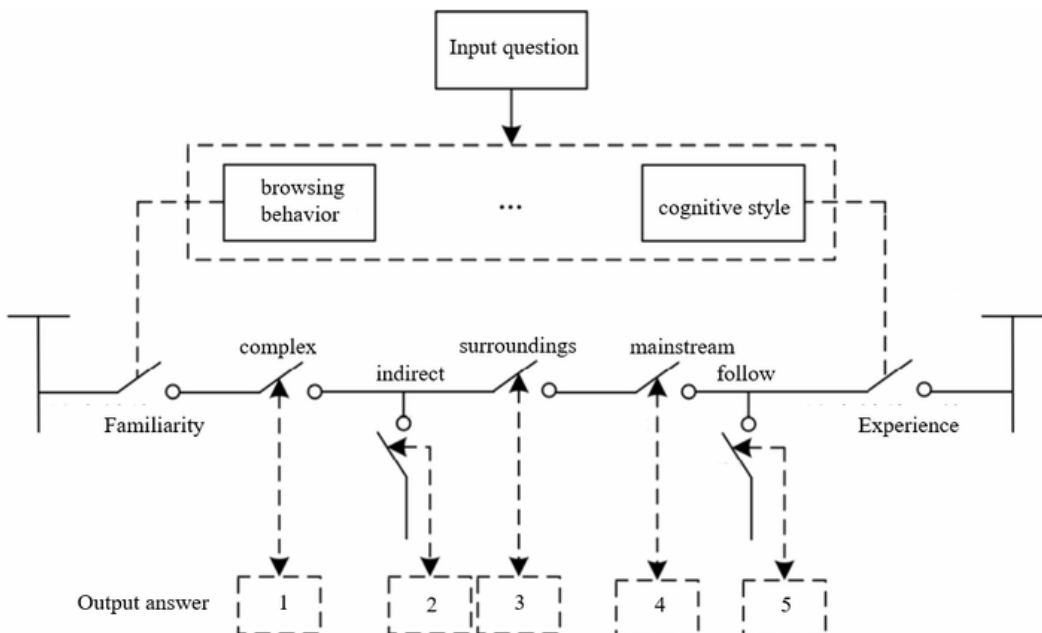 Input question
browsing
behavior
...
cognitive style
complex
surroundings
mainstream
indirect
follow
Familiarity
Experience
Output answer
1
2
3
4
5